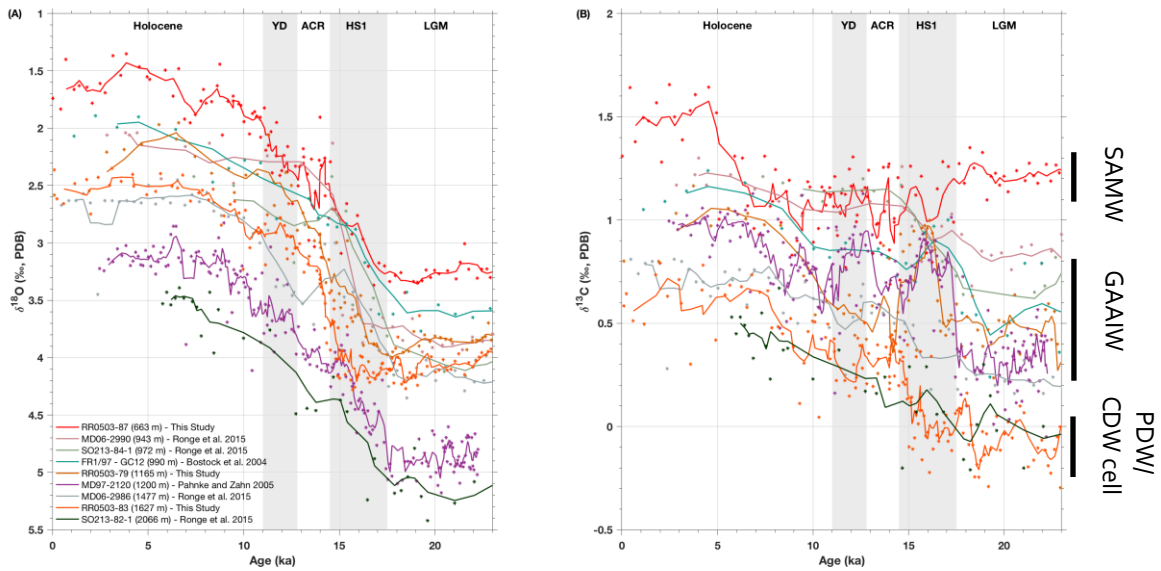 (A)
Holocene YD ACR HS1 LGM
1
1.5
2
2.5
3
3.5
4
4.5
5
5.5
δ18O (‰, PDB)
RR0503-87 (663 m) - This Study
MD06-2990 (943 m) - Ronge et al. 2015
SO213-84-1 (972 m) - Ronge et al. 2015
FR1/97 - GC12 (990 m) - Bostock et al. 2004
RR0503-79 (1165 m) - This Study
MD97-2120 (1200 m) - Pahnke and Zahn 2005
MD06-2986 (1477 m) - Ronge et al. 2015
RR0503-83 (1627 m) - This Study
SO213-82-1 (2066 m) - Ronge et al. 2015
0 5 10 15 20
Age (ka)
(B)
Holocene YD ACR HS1 LGM
2
1.5
1
0.5
0
-0.5
δ13C (‰, PDB)
0 5 10 15 20
Age (ka)
SAMW
GAAIW
PDW/
CDW cell